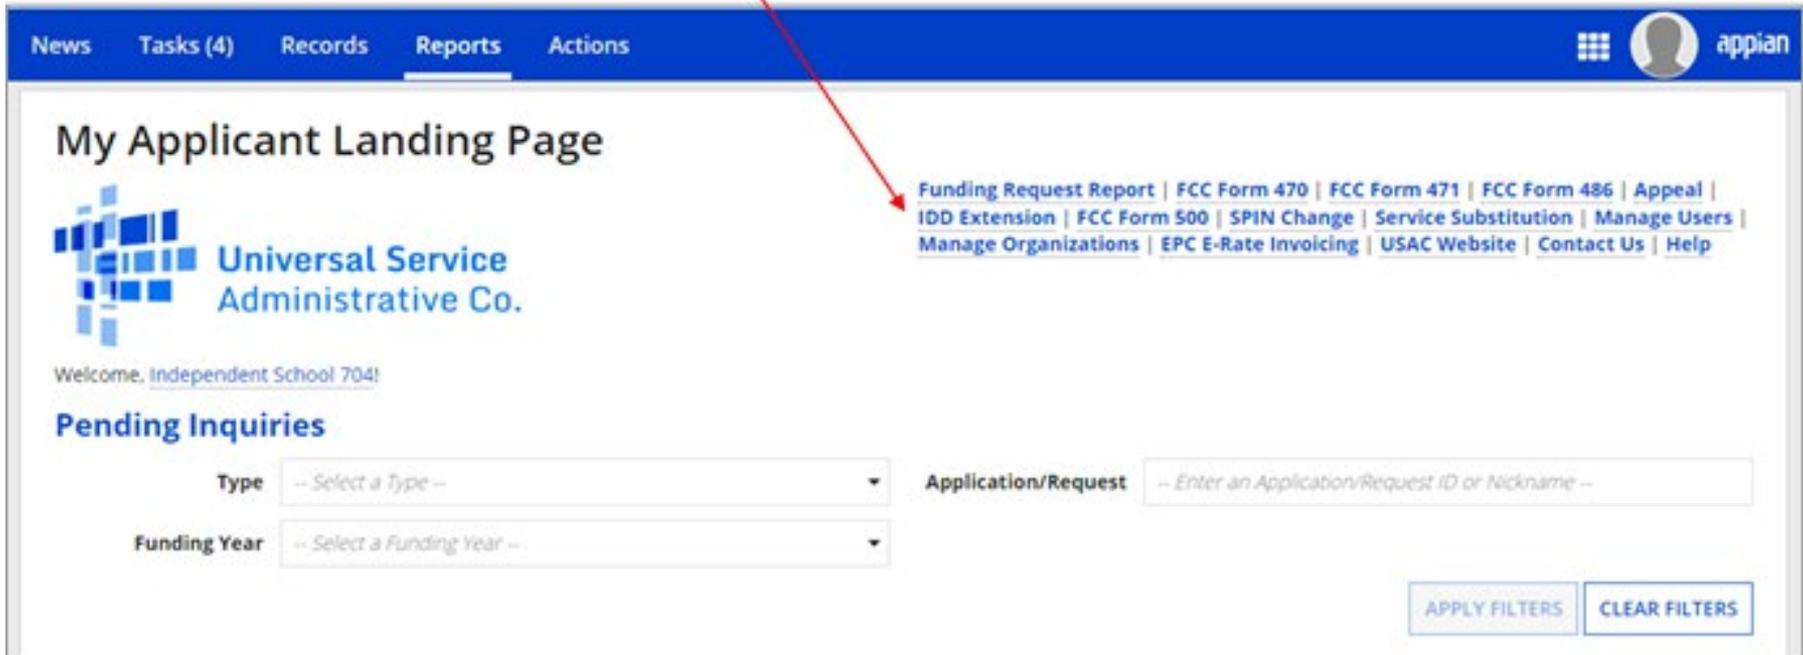 News Tasks (4) Records Reports Actions appian
My Applicant Landing Page
Funding Request Report | FCC Form 470 | FCC Form 471 | FCC Form 486 | Appeal |
IDD Extension | FCC Form 500 | SPIN Change | Service Substitution | Manage Users |
Manage Organizations | EPC E-Rate Invoicing | USAC Website | Contact Us | Help
Universal Service
Administrative Co.
Welcome, Independent School 704!
Pending Inquiries
Type -- Select a Type -- Application/Request -- Enter an Application/Request ID or Nickname --
Funding Year -- Select a Funding Year --
APPLY FILTERS CLEAR FILTERS